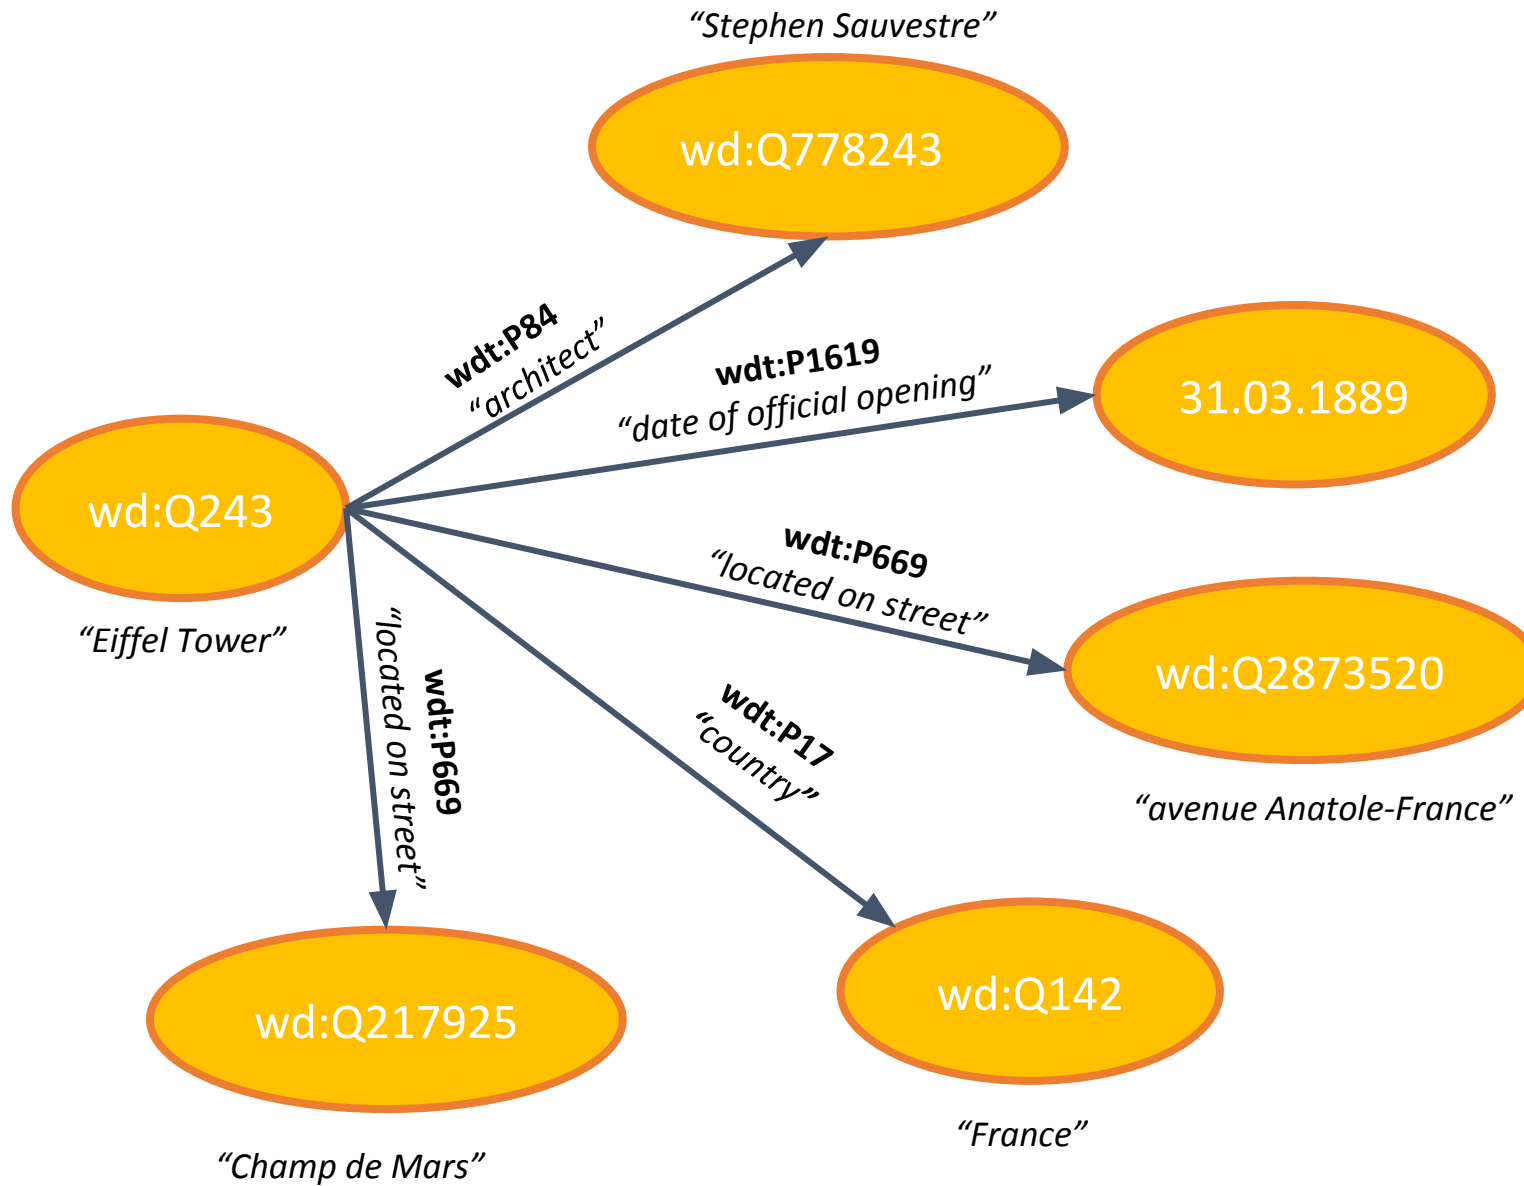 “Stephen Sauvestre”
wd:Q778243
wdt:P84
“architect”
wdt:P1619
“date of official opening”
31.03.1889
wd:Q243
“Eiffel Tower”
wdt:P669
“located on street”
wd:Q2873520
“avenue Anatole-France”
wdt:P17
“country”
wd:Q142
“France”
wdt:P669
“located on street”
wd:Q217925
“Champ de Mars”